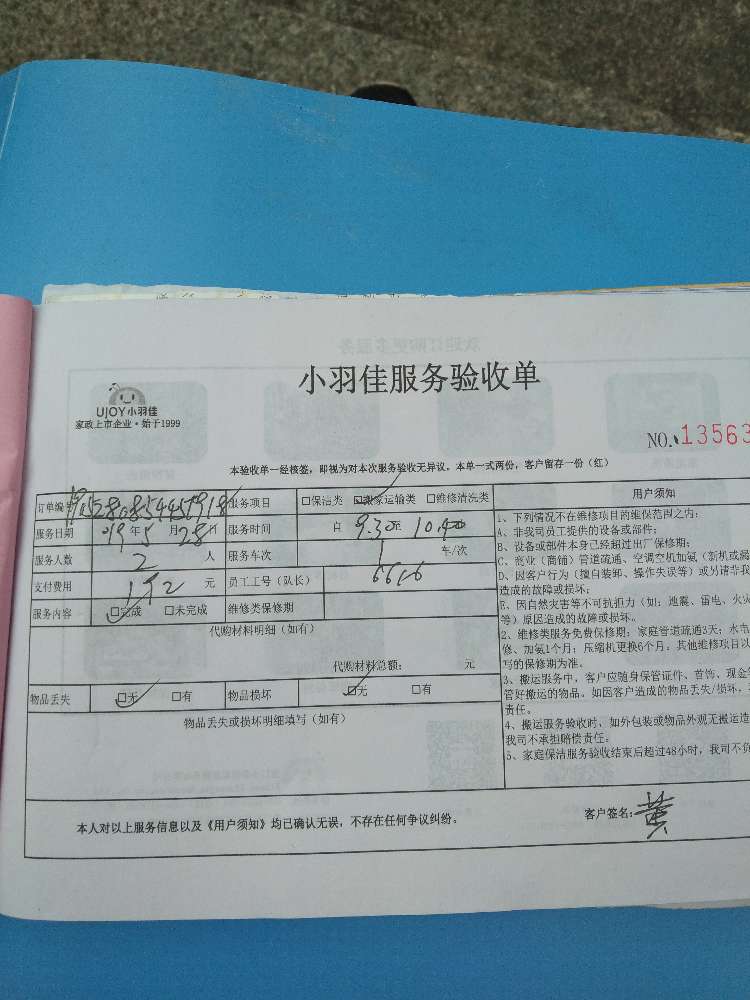 小羽佳服务验收单
UJOY小羽佳
家政上市企业·始于1999
NO.13563
本验收单一经核签，即视为对本次服务验收无异议。本单一式两份，客户留存一份（红）
订单编号 服务项目 □保洁类 □搬家运输类 □维修清洗类
服务日期 19年5月28日 服务时间 自9.30至10.40
服务人数 2 人 服务车次 1 车/次
支付费用 元 员工工号（队长） 6616
服务内容 □完成 □未完成 维修类保修期
代购材料明细（如有）
代购材料总额： 元
物品丢失 □无 □有 物品损坏 □无 □有
物品丢失或损坏明细填写（如有）
用户须知
1、下列情况不在维修项目的维保范围之内：
A、非我司员工提供的设备或部件；
B、设备或部件本身已经超过出厂保修期；
C、商业（商铺）管道疏通、空调空机加氨（新机或漏
D、因客户行为（擅自装卸、操作失误等）或另请非我
造成的故障或损坏；
E、因自然灾害等不可抗拒力（如：地震、雷电、火灾
等）原因造成的故障或损坏。
2、维修类服务免费保修期：家庭管道疏通3天；水电
修、加氨1个月；压缩机更换6个月。其他维修项目以
写的保修期为准。
3、搬运服务中，客户应随身保管证件、首饰、现金等
管好搬运的物品。如因客户造成的物品丢失/损坏，
责任。
4、搬运服务验收时，如外包装或物品外观无搬运造
我司不承担赔偿责任。
5、家庭保洁服务验收结束后超过48小时，我司不负
本人对以上服务信息以及《用户须知》均已确认无误，不存在任何争议纠纷。
客户签名：黄